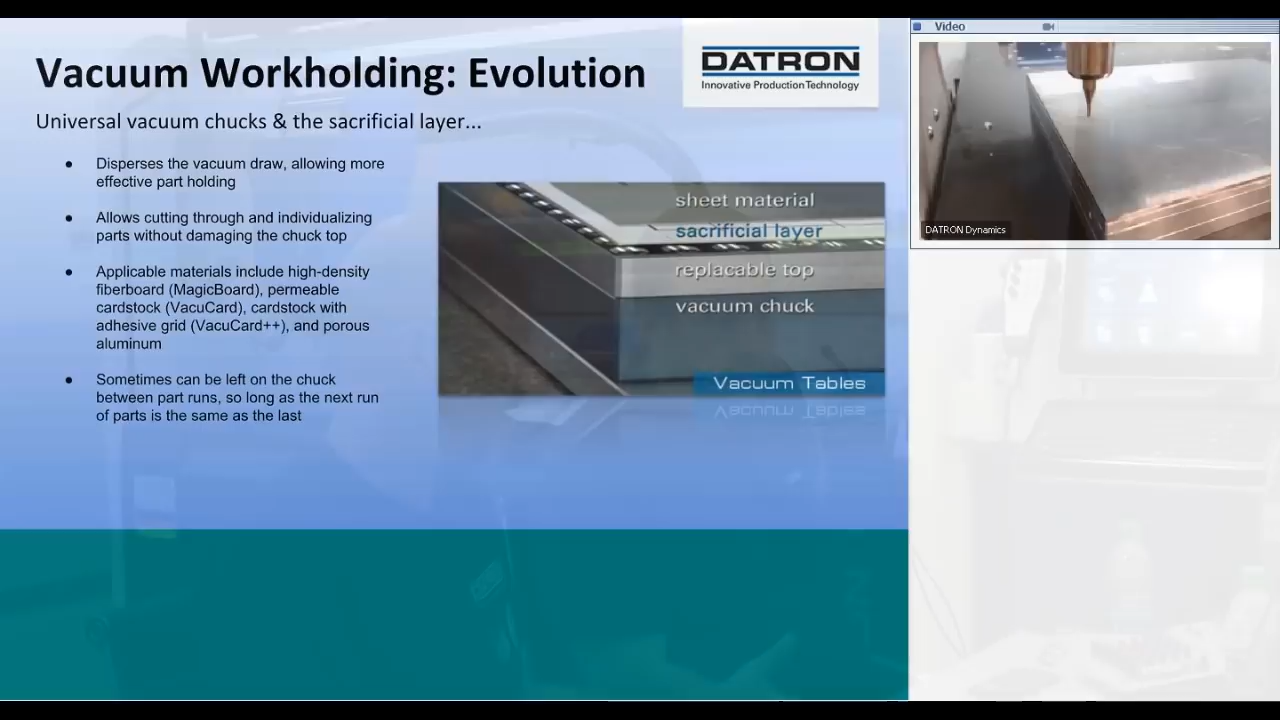 Vacuum Workholding: Evolution
DATRON
Innovative Production Technology
Universal vacuum chucks & the sacrificial layer...
● Disperses the vacuum draw, allowing more
effective part holding
● Allows cutting through and individualizing
parts without damaging the chuck top
● Applicable materials include high-density
fiberboard (MagicBoard), permeable
cardstock (VacuCard), cardstock with
adhesive grid (VacuCard++), and porous
aluminum
● Sometimes can be left on the chuck
between part runs, so long as the next run
of parts is the same as the last
sheet material
sacrificial layer
replacable top
vacuum chuck
Vacuum Tables
Video
DATRON Dynamics